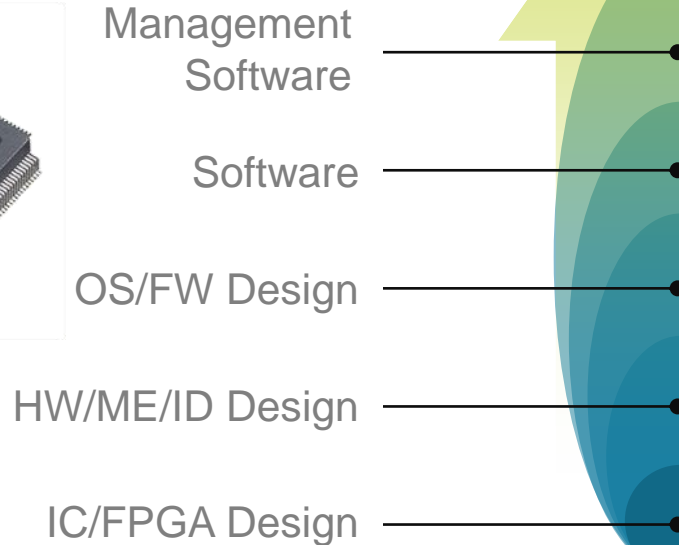 Management
Software
Software
OS/FW Design
HW/ME/ID Design
IC/FPGA Design